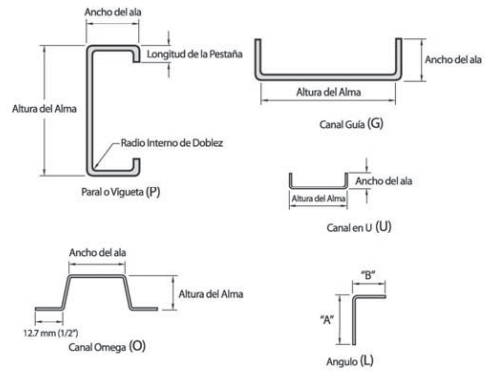 Ancho del ala
Longitud de la Pestaña
Altura del Alma
Radio Interno de Doblez
Paral o Vigueta (P)
Ancho del ala
Altura del Alma
Canal Guía (G)
Ancho del ala
Altura del Alma
Canal en U (U)
Ancho del ala
Altura del Alma
12.7 mm (1/2")
Canal Omega (O)
"B"
"A"
Angulo (L)